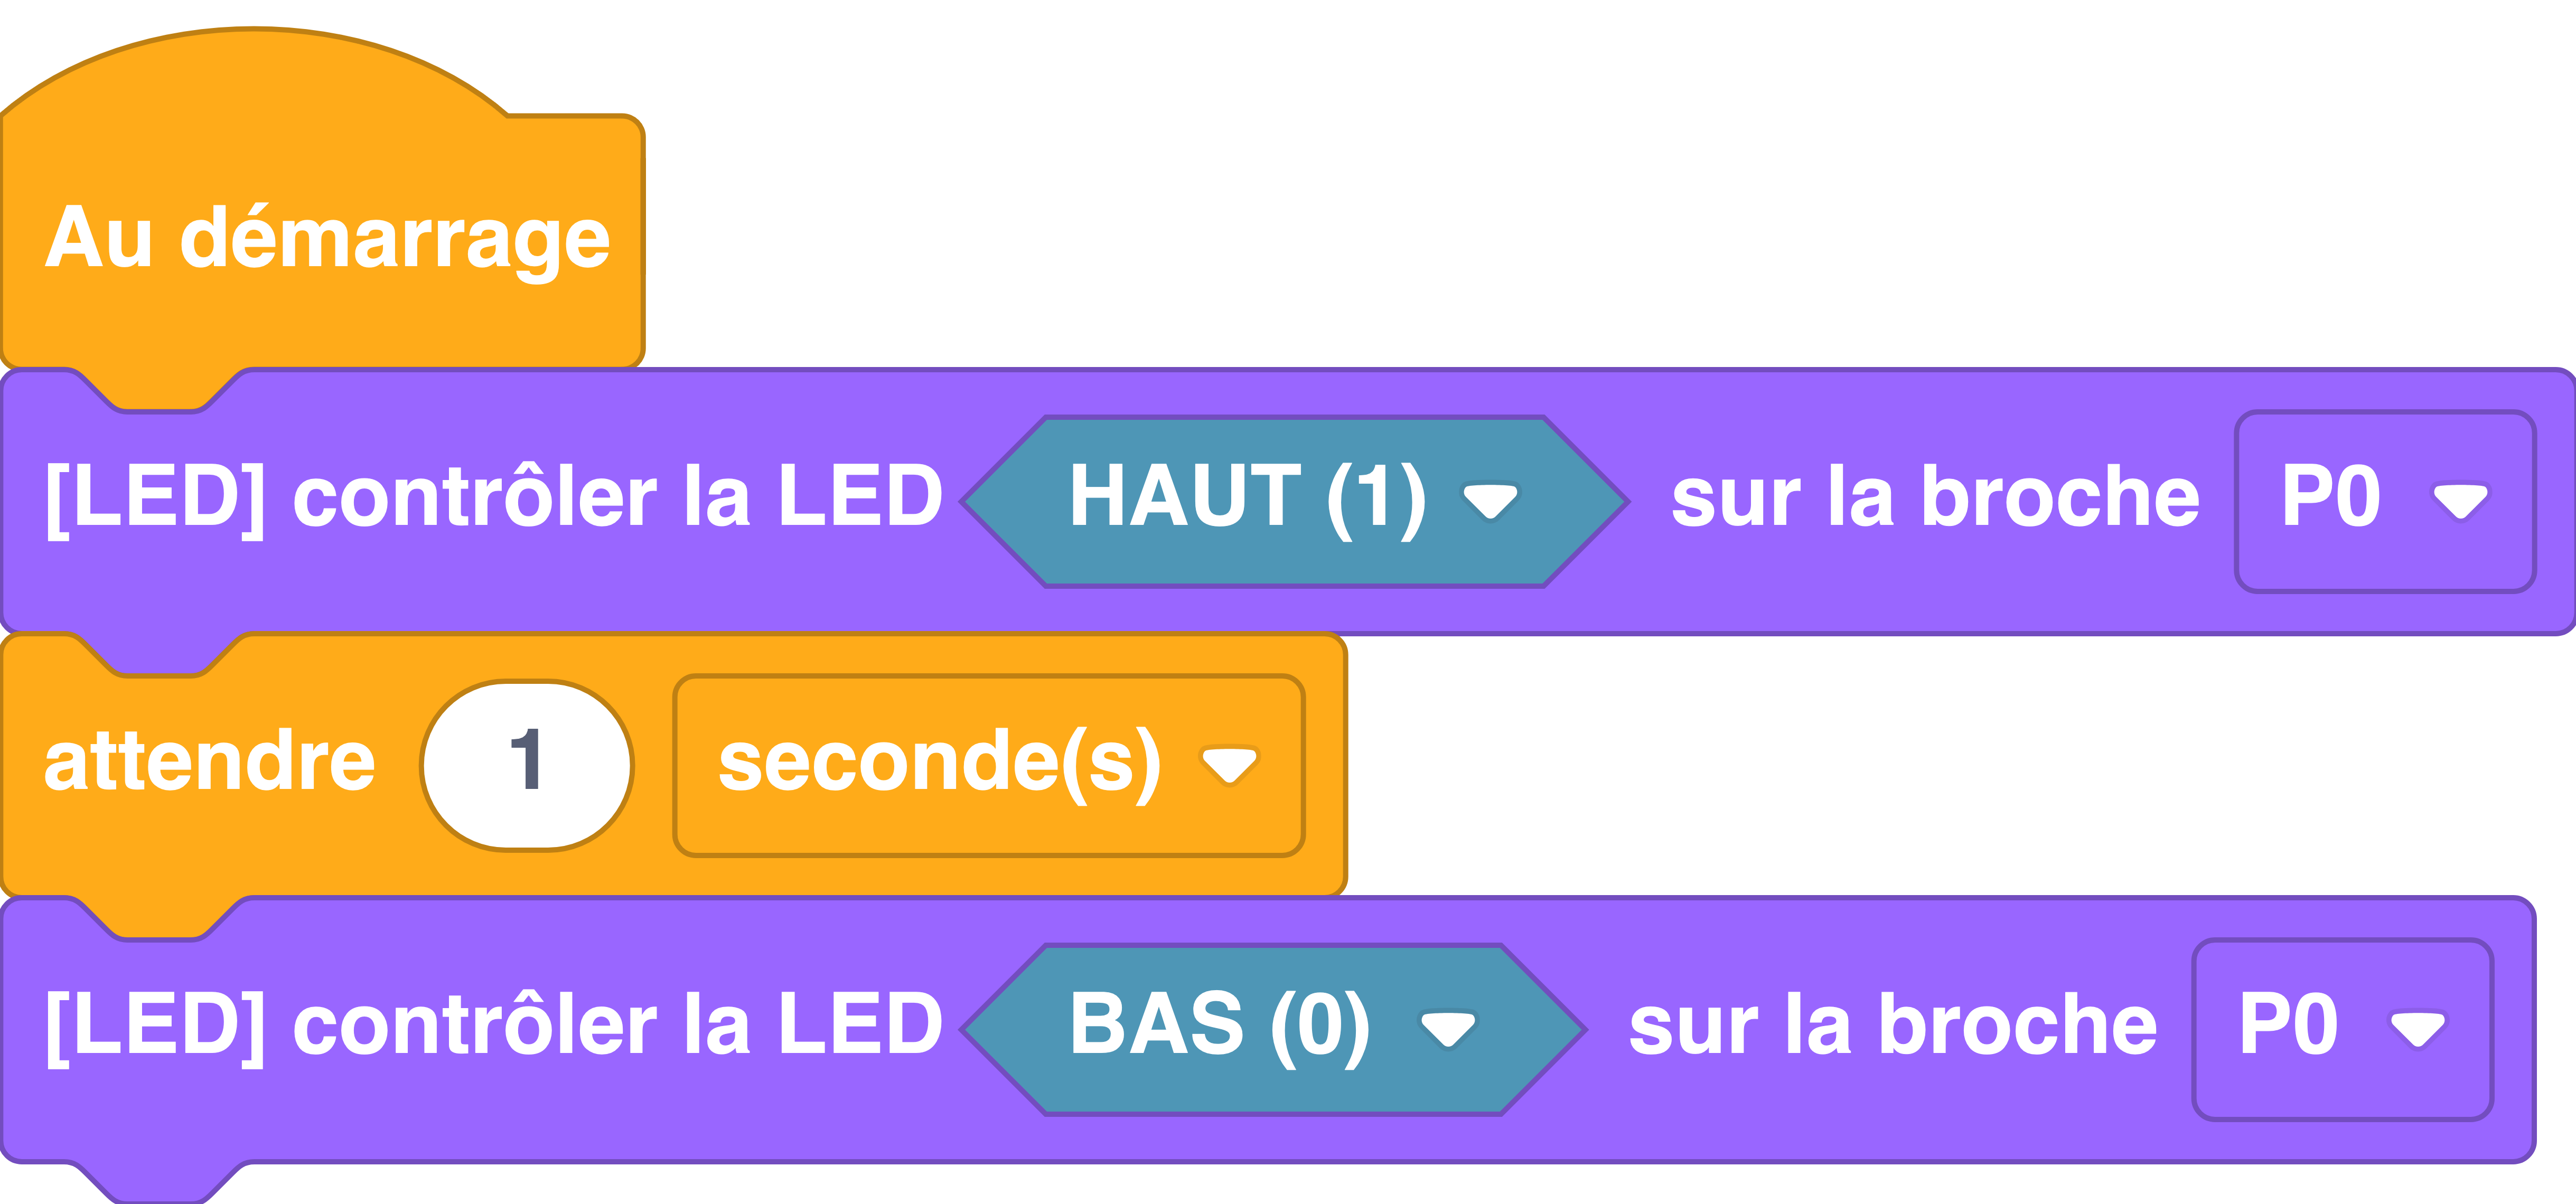 Au démarrage
[LED] contrôler la LED HAUT (1) sur la broche P0
attendre 1 seconde(s)
[LED] contrôler la LED BAS (0) sur la broche P0